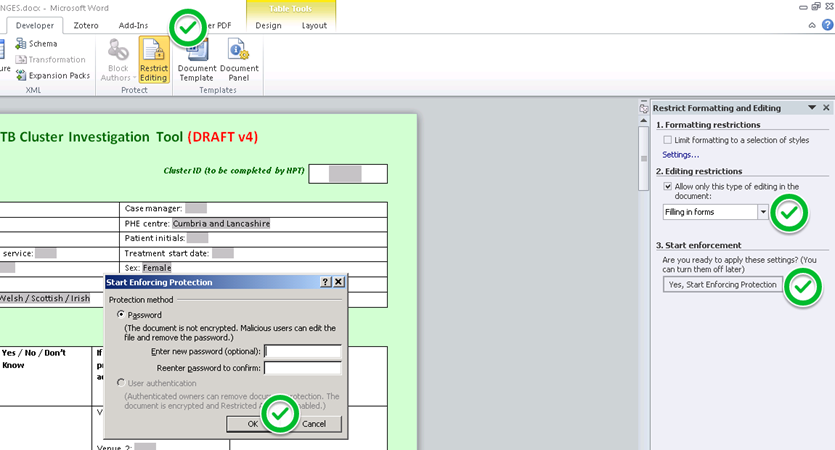 NGES.docx - Microsoft Word
Table Tools
Developer Zotero Add-Ins er PDF Design Layout
Schema
Transformation
Expansion Packs
XML
Block Authors
Restrict Editing
Protect
Document Template
Document Panel
Templates
TB Cluster Investigation Tool (DRAFT v4)
Cluster ID (to be completed by HPT)
Case manager:
PHE centre: Cumbria and Lancashire
Patient initials:
service: Treatment start date:
Sex: Female
Welsh / Scottish / Irish
Yes / No / Don't
Know
If
Venue 2:
Start Enforcing Protection
Protection method
Password
(The document is not encrypted. Malicious users can edit the
file and remove the password.)
Enter new password (optional):
Reenter password to confirm:
User authentication
(Authenticated owners can remove docu protection. The
document is encrypted and Restricted A abled.)
OK Cancel
Restrict Formatting and Editing
1. Formatting restrictions
Limit formatting to a selection of styles
Settings...
2. Editing restrictions
Allow only this type of editing in the
document:
Filling in forms
3. Start enforcement
Are you ready to apply these settings? (You
can turn them off later)
Yes, Start Enforcing Protection